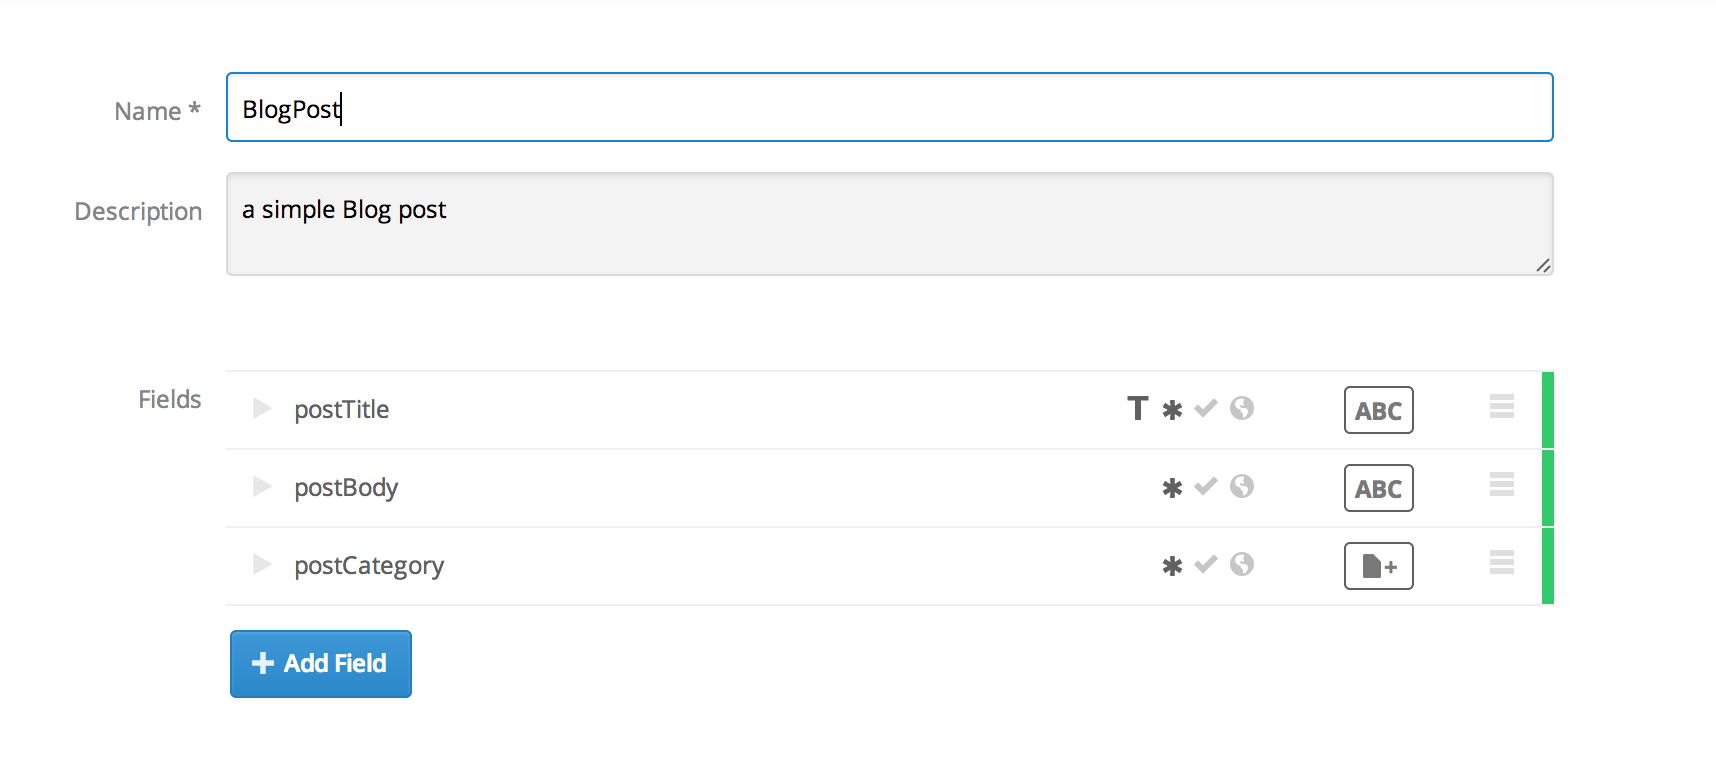 Name *
BlogPost
Description
a simple Blog post
Fields
postTitle T ABC
postBody ABC
postCategory
Add Field